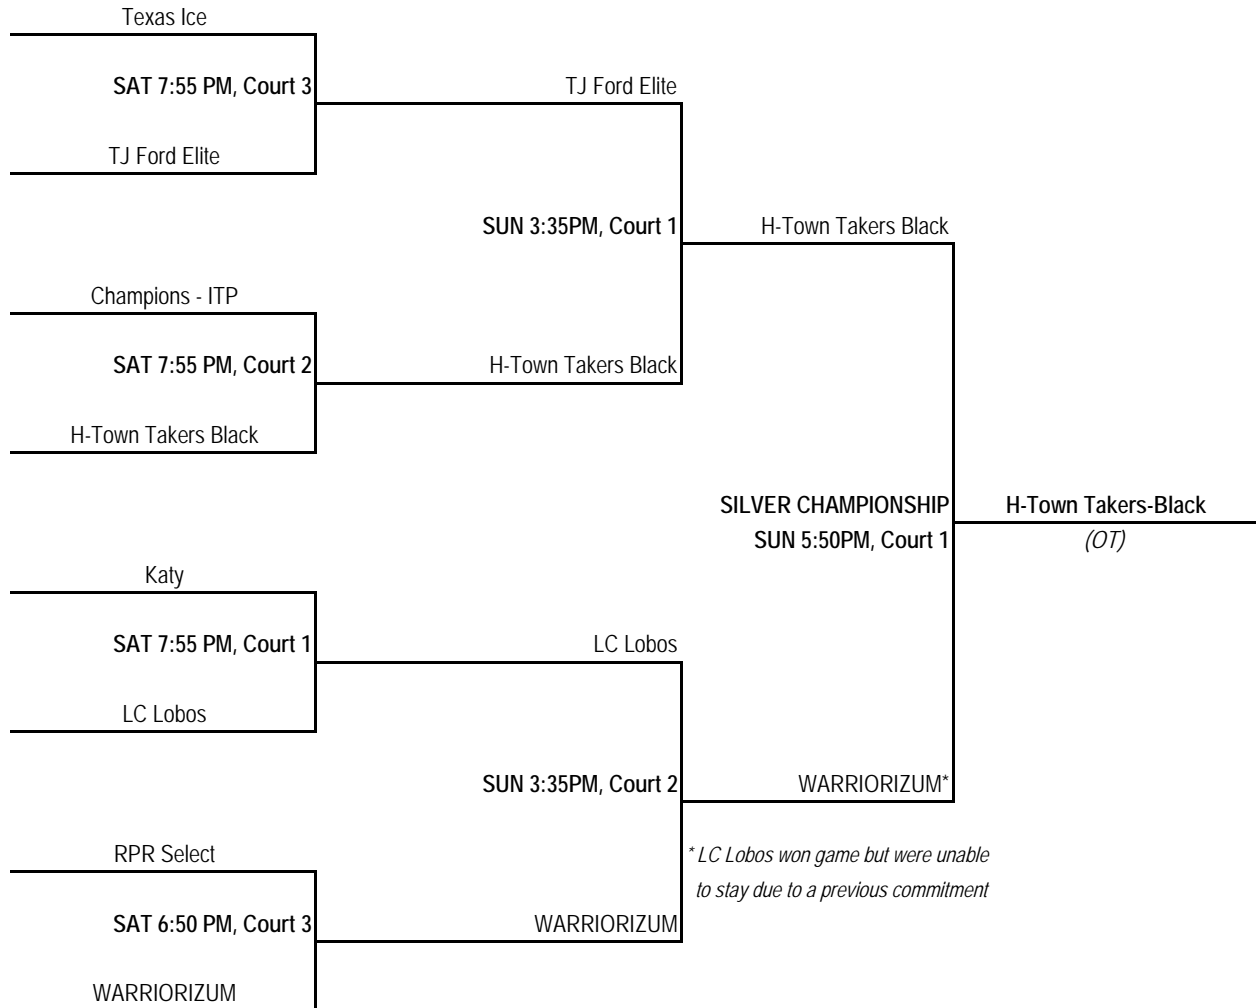 Texas Ice
SAT 7:55 PM, Court 3
TJ Ford Elite
TJ Ford Elite
SUN 3:35PM, Court 1
H-Town Takers Black
Champions - ITP
SAT 7:55 PM, Court 2
H-Town Takers Black
H-Town Takers Black
SILVER CHAMPIONSHIP
SUN 5:50PM, Court 1
H-Town Takers-Black
(OT)
Katy
SAT 7:55 PM, Court 1
LC Lobos
LC Lobos
SUN 3:35PM, Court 2
WARRIORIZUM*
RPR Select
* LC Lobos won game but were unable
to stay due to a previous commitment
SAT 6:50 PM, Court 3
WARRIORIZUM
WARRIORIZUM